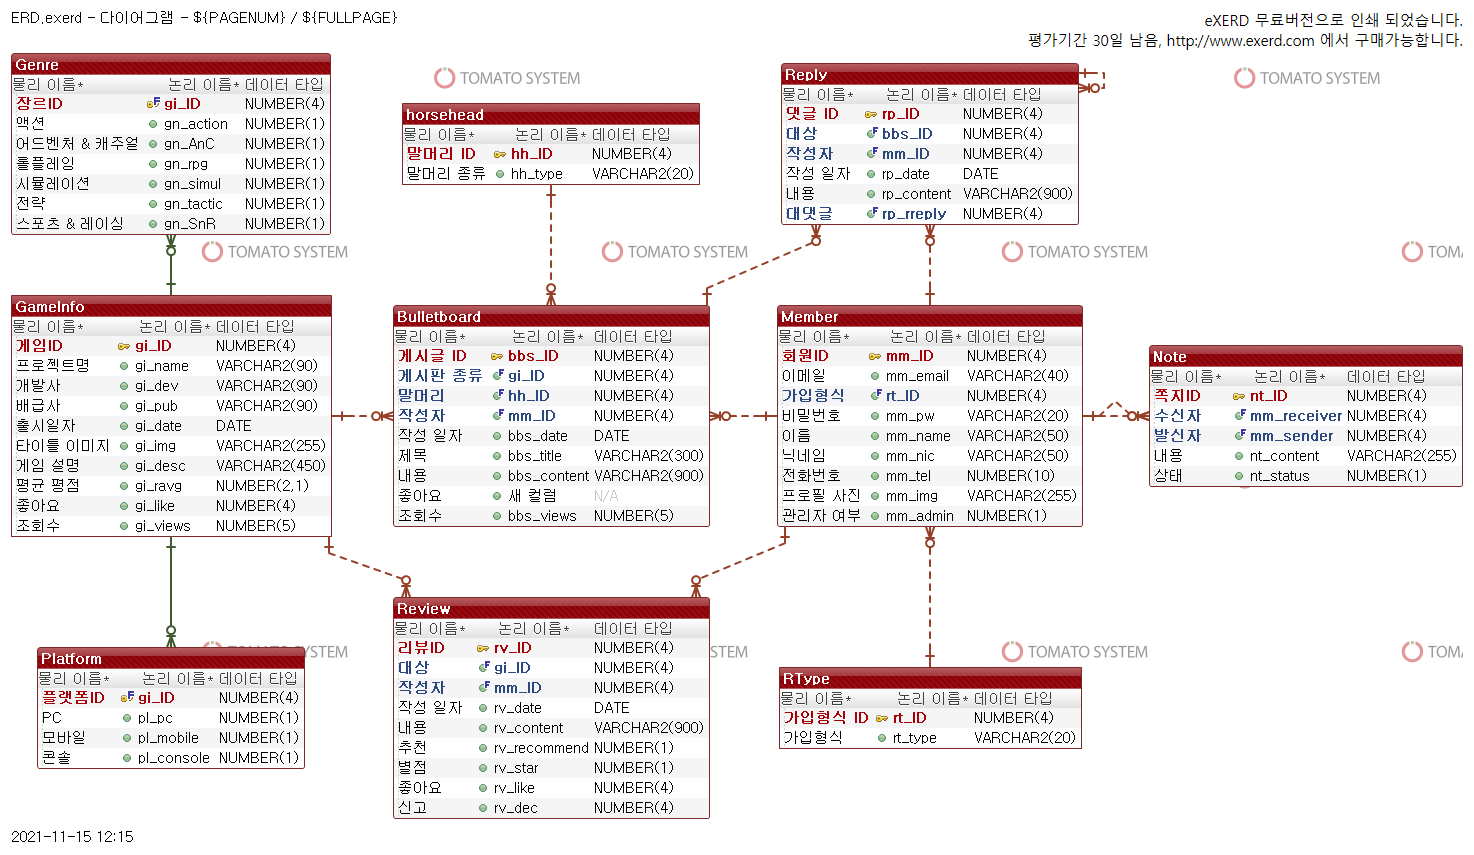 ERD.exerd - 다이어그램 - ${PAGENUM} / ${FULLPAGE}
eXERD 무료버전으로 인쇄 되었습니다.
평가기간 30일 남음, http://www.exerd.com 에서 구매가능합니다.
Genre
물리 이름* 논리 이름* 데이터 타입
장르ID gi_ID NUMBER(4)
액션 gn_action NUMBER(1)
어드벤처 & 캐주얼 gn_AnC NUMBER(1)
롤플레잉 gn_rpg NUMBER(1)
시뮬레이션 gn_simul NUMBER(1)
전략 gn_tactic NUMBER(1)
스포츠 & 레이싱 gn_SnR NUMBER(1)
TOMATO SYSTEM
TOMATO SYSTEM
horsehead
물리 이름* 논리 이름* 데이터 타입
말머리 ID hh_ID NUMBER(4)
말머리 종류 hh_type VARCHAR2(20)
Reply
물리 이름* 논리 이름* 데이터 타입
댓글 ID rp_ID NUMBER(4)
대상 bbs_ID NUMBER(4)
작성자 mm_ID NUMBER(4)
작성 일자 rp_date DATE
내용 rp_content VARCHAR2(900)
대댓글 rp_rreply NUMBER(4)
TOMATO SYSTEM
TOMATO SYSTEM
TOMATO SYSTEM
TOMA
GameInfo
물리 이름* 논리 이름* 데이터 타입
게임ID gi_ID NUMBER(4)
프로젝트명 gi_name VARCHAR2(90)
개발사 gi_dev VARCHAR2(90)
배급사 gi_pub VARCHAR2(90)
출시일자 gi_date DATE
타이틀 이미지 gi_img VARCHAR2(255)
게임 설명 gi_desc VARCHAR2(450)
평균 평점 gi_ravg NUMBER(2,1)
좋아요 gi_like NUMBER(4)
조회수 gi_views NUMBER(5)
Bulletboard
물리 이름* 논리 이름* 데이터 타입
게시글 ID bbs_ID NUMBER(4)
게시판 종류 gi_ID NUMBER(4)
말머리 hh_ID NUMBER(4)
작성자 mm_ID NUMBER(4)
작성 일자 bbs_date DATE
제목 bbs_title VARCHAR2(300)
내용 bbs_content VARCHAR2(900)
좋아요 새 컬럼 N/A
조회수 bbs_views NUMBER(5)
Member
물리 이름* 논리 이름* 데이터 타입
회원ID mm_ID NUMBER(4)
이메일 mm_email VARCHAR2(40)
가입형식 rt_ID NUMBER(4)
비밀번호 mm_pw VARCHAR2(20)
이름 mm_name VARCHAR2(50)
닉네임 mm_nic VARCHAR2(50)
전화번호 mm_tel NUMBER(10)
프로필 사진 mm_img VARCHAR2(255)
관리자 여부 mm_admin NUMBER(1)
Note
물리 이름* 논리 이름* 데이터 타입
쪽지ID nt_ID NUMBER(4)
수신자 mm_receiver NUMBER(4)
발신자 mm_sender NUMBER(4)
내용 nt_content VARCHAR2(255)
상태 nt_status NUMBER(1)
Platform
물리 이름* 논리 이름* 데이터 타입
플랫폼ID gi_ID NUMBER(4)
PC pl_pc NUMBER(1)
모바일 pl_mobile NUMBER(1)
콘솔 pl_console NUMBER(1)
Review
물리 이름* 논리 이름* 데이터 타입
리뷰ID rv_ID NUMBER(4)
대상 gi_ID NUMBER(4)
작성자 mm_ID NUMBER(4)
작성 일자 rv_date DATE
내용 rv_content VARCHAR2(900)
추천 rv_recommend NUMBER(1)
별점 rv_star NUMBER(1)
좋아요 rv_like NUMBER(4)
신고 rv_dec NUMBER(4)
SYSTEM
SYSTEM
TOMATO SYSTEM
TOMA
RType
물리 이름* 논리 이름* 데이터 타입
가입형식 ID rt_ID NUMBER(4)
가입형식 rt_type VARCHAR2(20)
2021-11-15 12:15